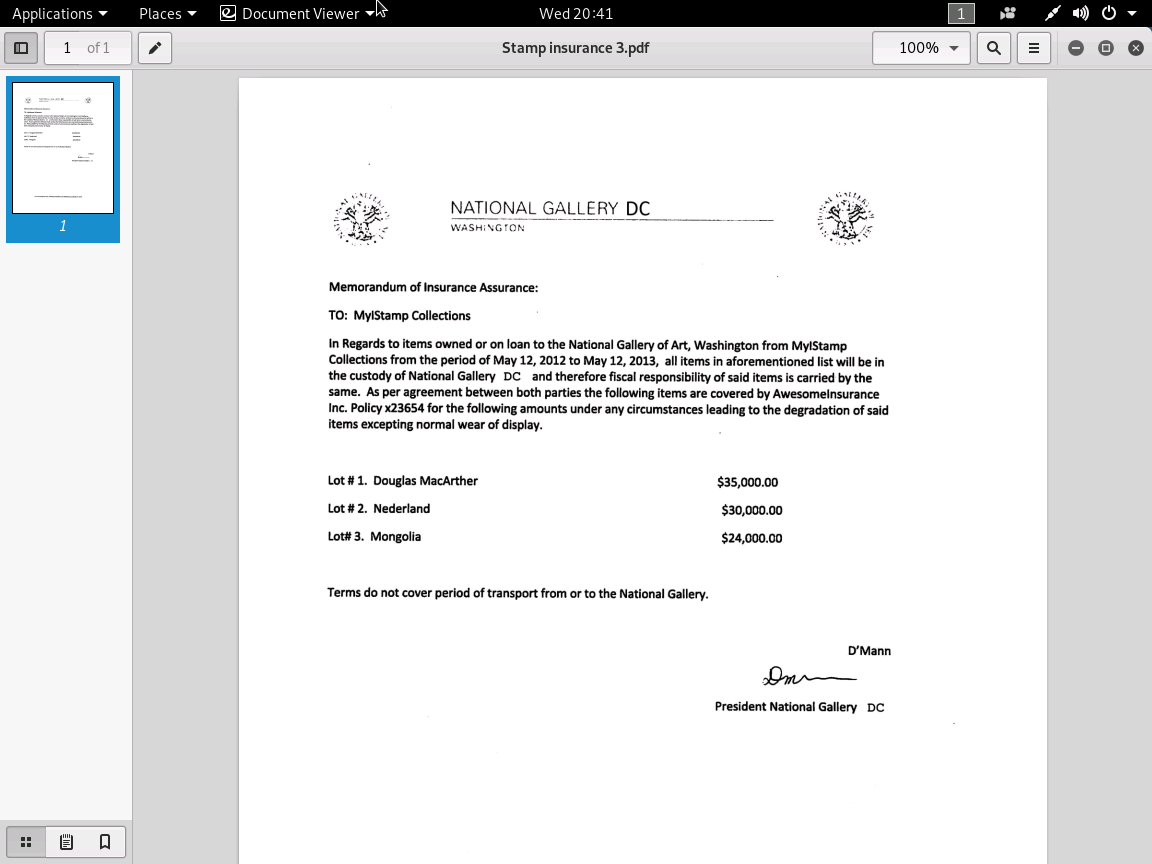 Applications Places Document Viewer Wed 20:41 1
1 of 1 Stamp insurance 3.pdf 100%
1
NATIONAL GALLERY DC
WASHINGTON
Memorandum of Insurance Assurance:
TO: MyIStamp Collections
In Regards to items owned or on loan to the National Gallery of Art, Washington from MyIStamp
Collections from the period of May 12, 2012 to May 12, 2013, all items in aforementioned list will be in
the custody of National Gallery DC and therefore fiscal responsibility of said items is carried by the
same. As per agreement between both parties the following items are covered by AwesomeInsurance
Inc. Policy x23654 for the following amounts under any circumstances leading to the degradation of said
items excepting normal wear of display.
Lot # 1. Douglas MacArther $35,000.00
Lot # 2. Nederland $30,000.00
Lot# 3. Mongolia $24,000.00
Terms do not cover period of transport from or to the National Gallery.
D'Mann
President National Gallery DC